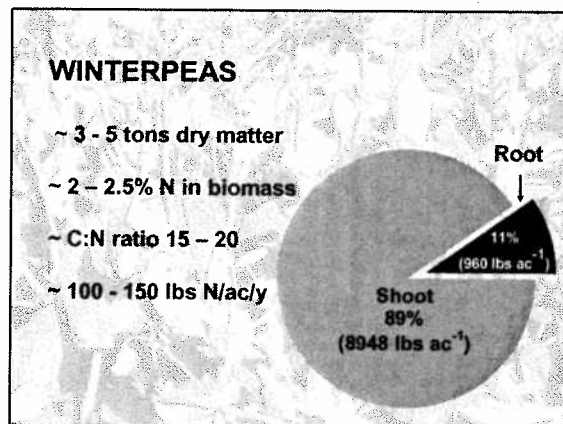 WINTERPEAS
~ 3 - 5 tons dry matter
~ 2 – 2.5% N in biomass
~ C:N ratio 15 – 20
~ 100 - 150 lbs N/ac/y
Root
11%
(960 lbs ac⁻¹)
Shoot
89%
(8948 lbs ac⁻¹)